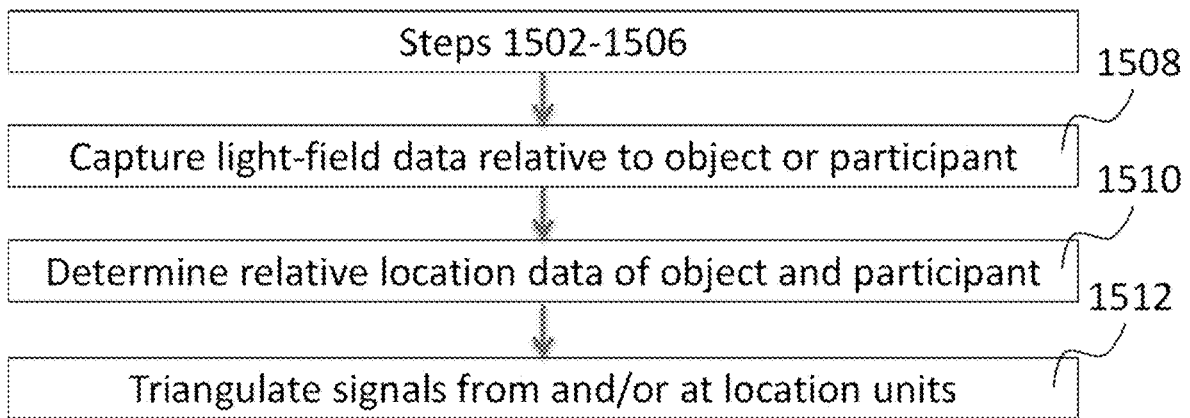 Steps 1502-1506
1508
Capture light-field data relative to object or participant
1510
Determine relative location data of object and participant
1512
Triangulate signals from and/or at location units